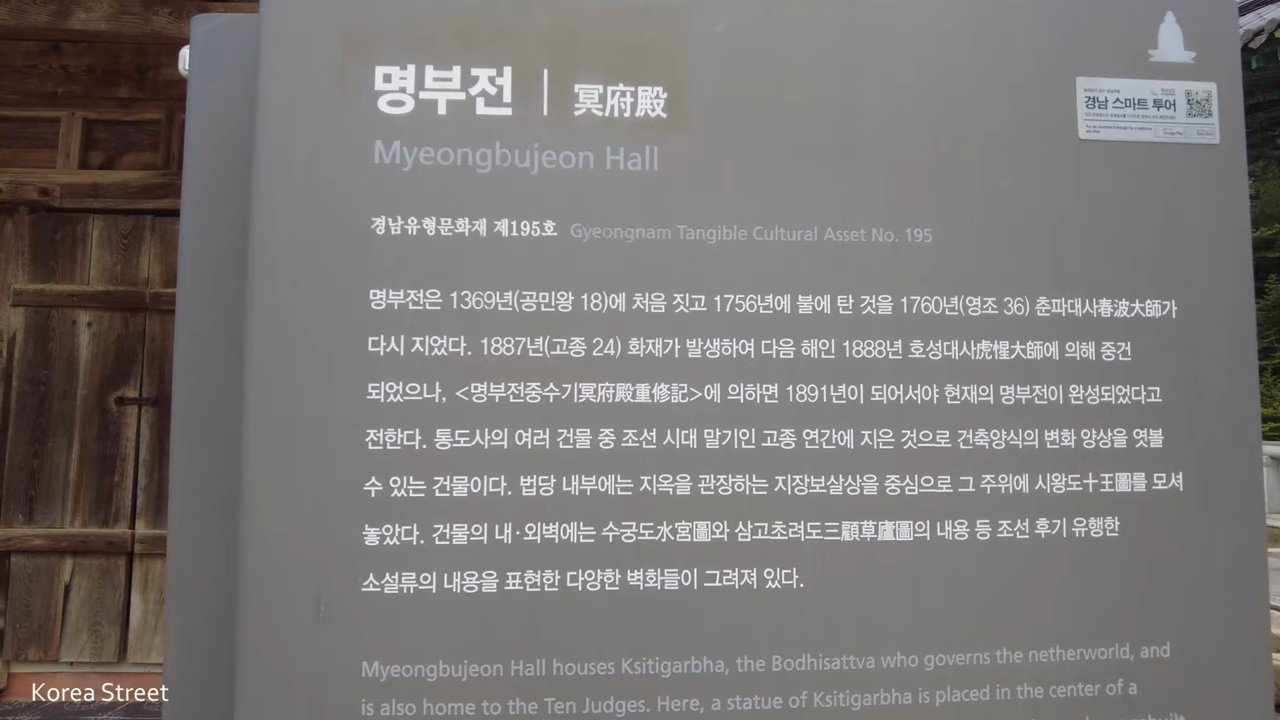 명부전 | 冥府殿
Myeongbujeon Hall
경남 스마트 투어
경남유형문화재 제195호 Gyeongnam Tangible Cultural Asset No. 195
명부전은 1369년(공민왕 18)에 처음 짓고 1756년에 불에 탄 것을 1760년(영조 36) 춘파대사春波大師가
다시 지었다. 1887년(고종 24) 화재가 발생하여 다음 해인 1888년 호성대사虎惺大師에 의해 중건
되었으나, <명부전중수기冥府殿重修記>에 의하면 1891년이 되어서야 현재의 명부전이 완성되었다고
전한다. 통도사의 여러 건물 중 조선 시대 말기인 고종 연간에 지은 것으로 건축양식의 변화 양상을 엿볼
수 있는 건물이다. 법당 내부에는 지옥을 관장하는 지장보살상을 중심으로 그 주위에 시왕도十王圖를 모셔
놓았다. 건물의 내·외벽에는 수궁도水宮圖와 삼고초려도三顧草廬圖의 내용 등 조선 후기 유행한
소설류의 내용을 표현한 다양한 벽화들이 그려져 있다.
Myeongbujeon Hall houses Ksitigarbha, the Bodhisattva who governs the netherworld, and
is also home to the Ten Judges. Here, a statue of Ksitigarbha is placed in the center of a
Korea Street